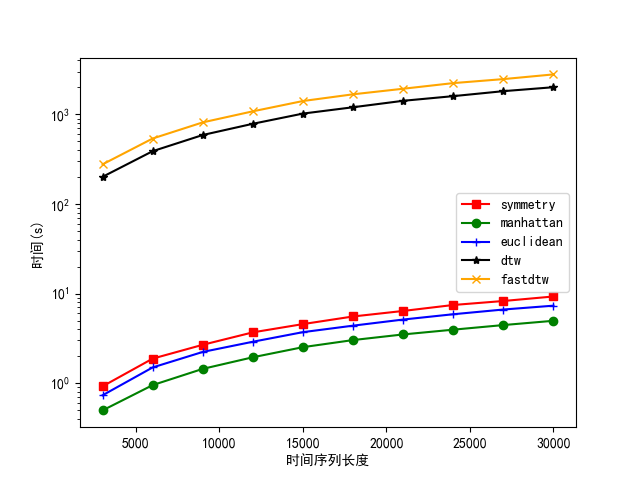 10³
10²
10¹
10⁰
时间(s)
symmetry
manhattan
euclidean
dtw
fastdtw
5000 10000 15000 20000 25000 30000
时间序列长度